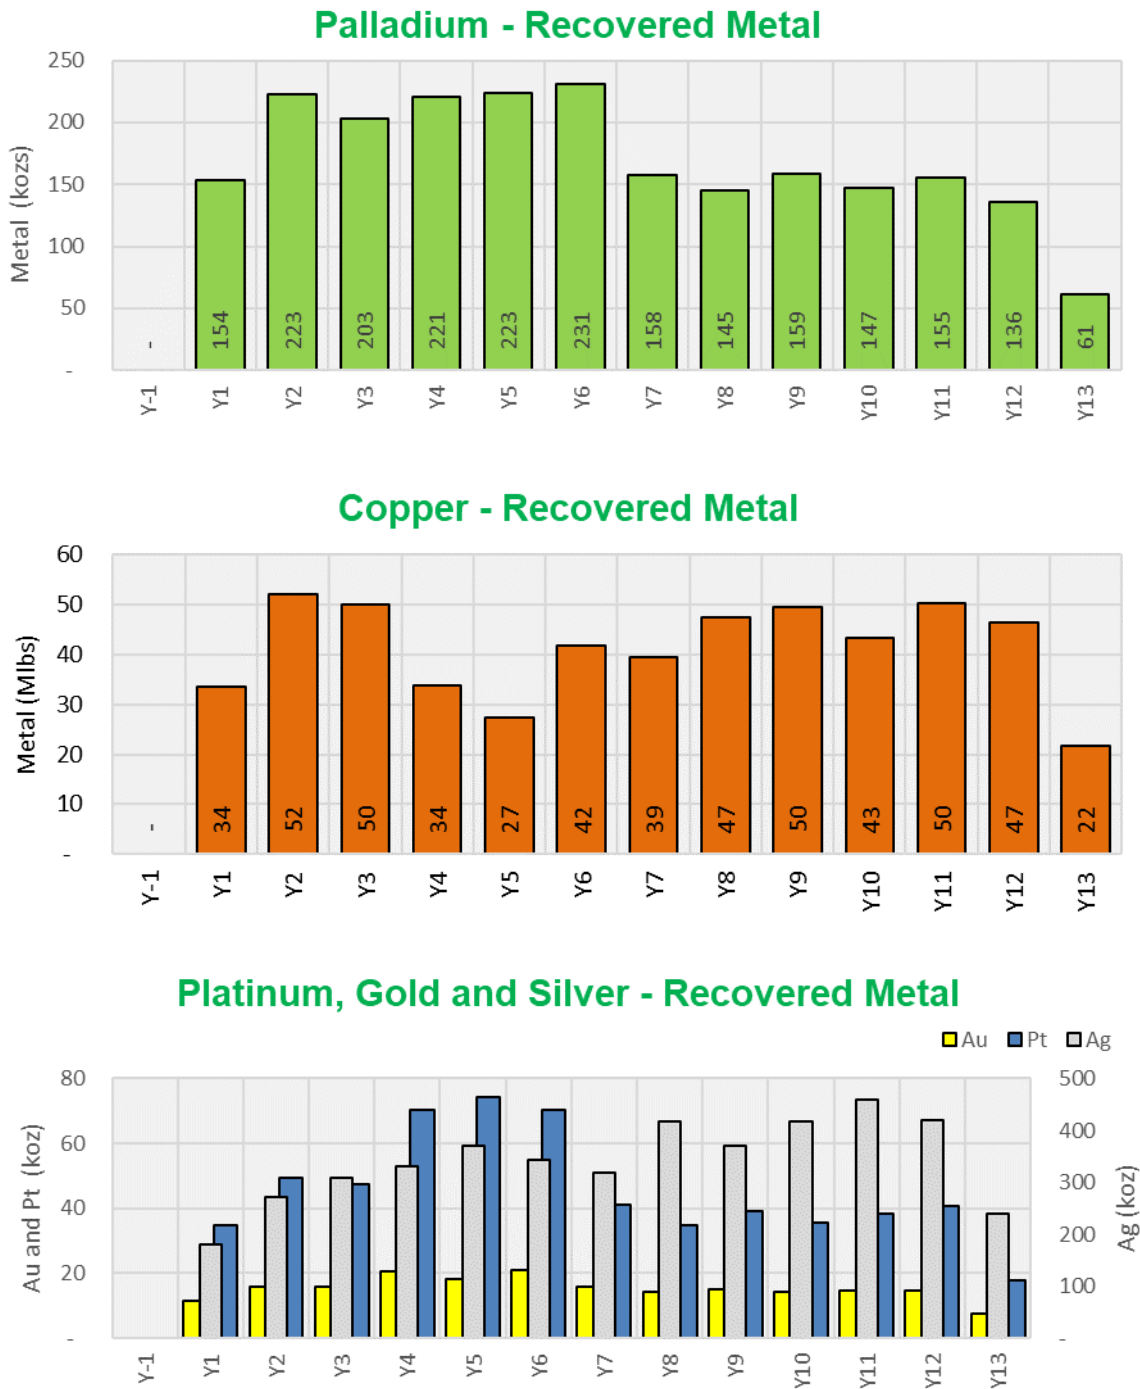 Palladium - Recovered Metal
Metal (kozs)
250
200
150
100
50
-
- 154 223 203 221 223 231 158 145 159 147 155 136 61
Y-1 Y1 Y2 Y3 Y4 Y5 Y6 Y7 Y8 Y9 Y10 Y11 Y12 Y13
Copper - Recovered Metal
Metal (Mlbs)
60
50
40
30
20
10
-
- 34 52 50 34 27 42 39 47 50 43 50 47 22
Y-1 Y1 Y2 Y3 Y4 Y5 Y6 Y7 Y8 Y9 Y10 Y11 Y12 Y13
Platinum, Gold and Silver - Recovered Metal
Au Pt Ag
Au and Pt (koz)
80
60
40
20
-
500
400
300
200
100
-
Ag (koz)
Y-1 Y1 Y2 Y3 Y4 Y5 Y6 Y7 Y8 Y9 Y10 Y11 Y12 Y13